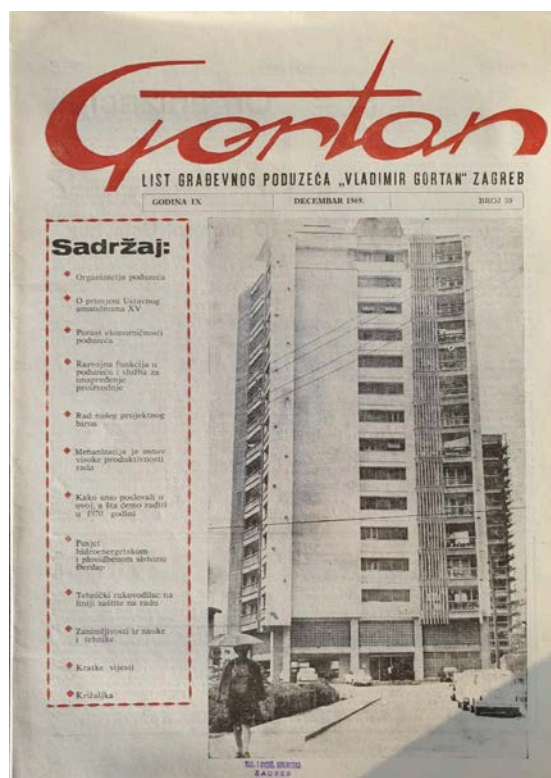 Gortan
LIST GRAĐEVNOG PODUZEĆA „VLADIMIR GORTAN" ZAGREB
GODINA IX DECEMBAR 1969. BROJ
Sadržaj:
Organizacija poduzeća
O primjeni Ustavnog
amandmana XV
Porast ekonomičnosti
poduzeća
Razvojna funkcija u
poduzeću i služba za
unapređenje
proizvodnje
Rad našeg projektnog
biroa
Mehanizacija je osnov
visoke produktivnosti
rada
Kako smo poslovali u
ovoj, a šta ćemo raditi
u 1970. godini
Posjet
hidroenergetskom
i plovidbenom sistemu
Đerdap
Tehnički rukovodilac na
liniji zaštite na radu
Zanimljivosti iz nauke
i tehnike
Kratke vijesti
Križaljka
ZAGREB